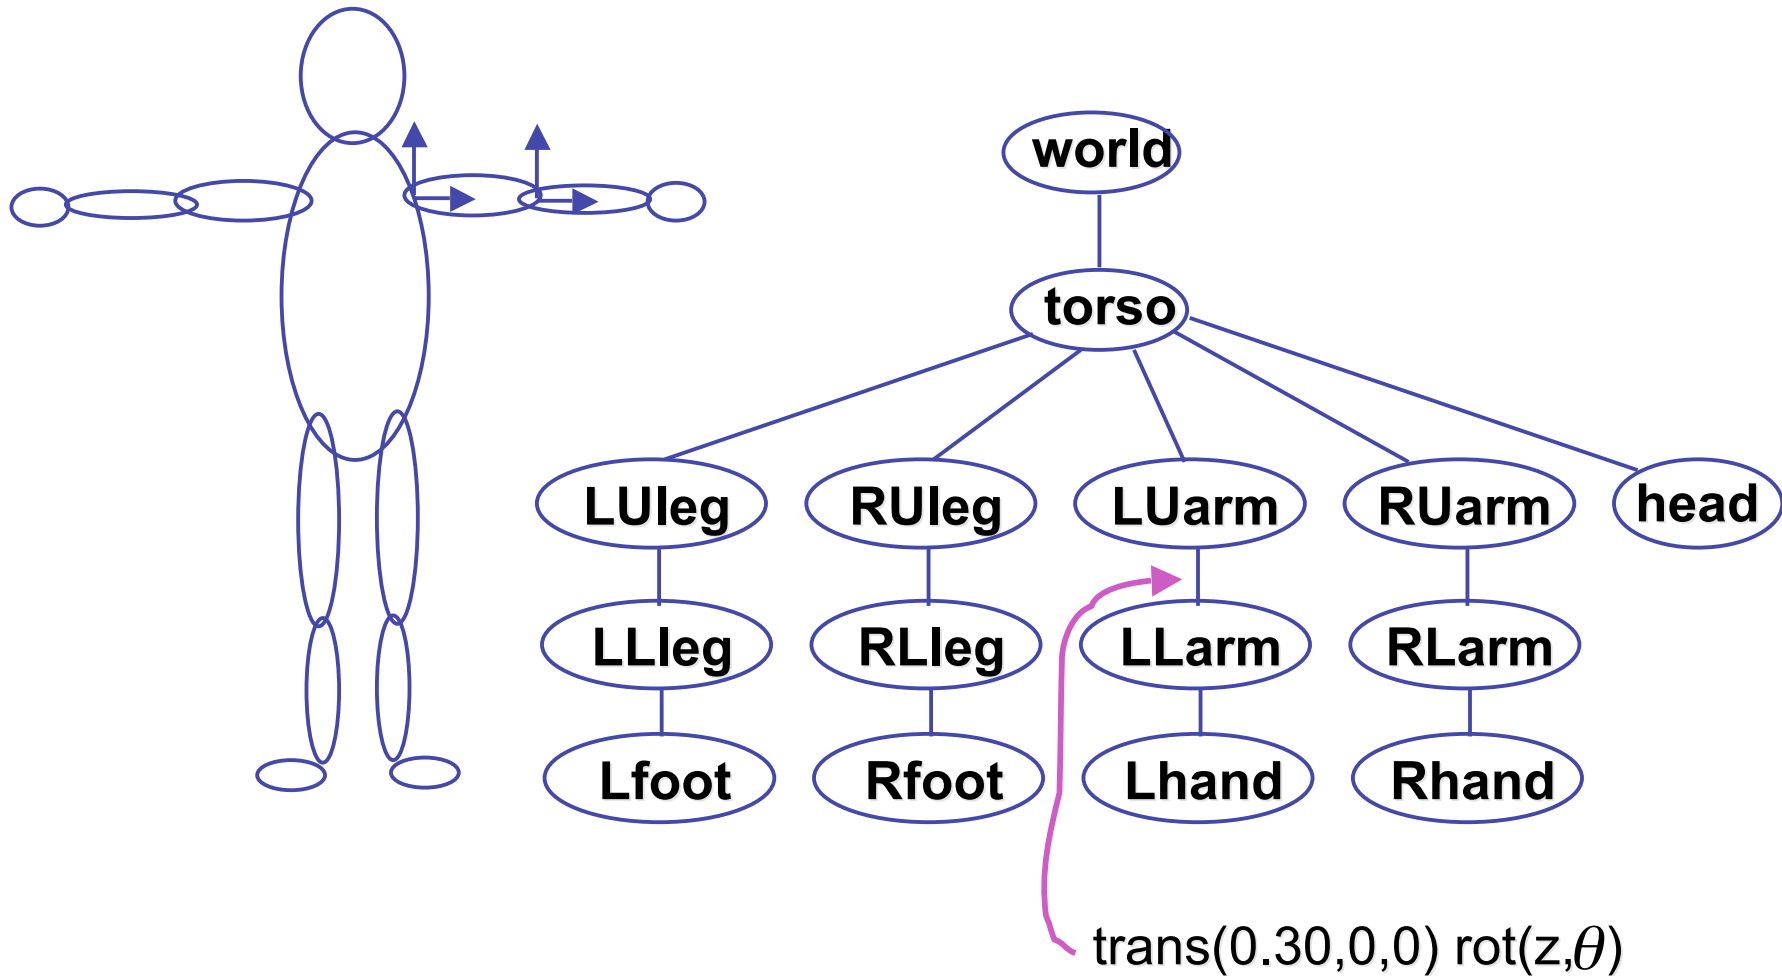 world
torso
LUleg RUleg LUarm RUarm head
LLleg RLleg LLarm RLarm
Lfoot Rfoot Lhand Rhand
trans(0.30,0,0) rot(z,θ)